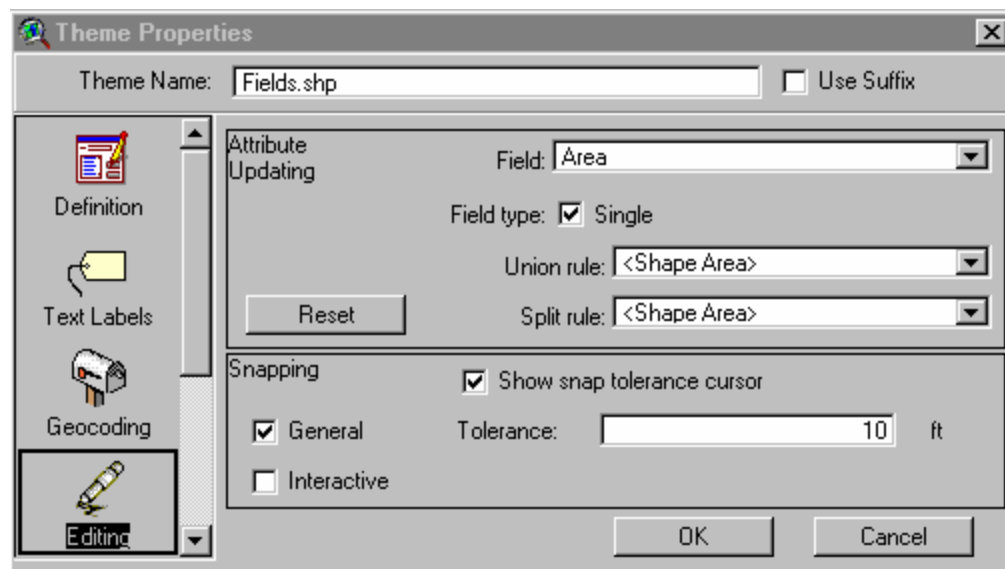 Theme Properties
Theme Name: Fields.shp Use Suffix
Definition
Text Labels
Geocoding
Editing
Attribute
Updating
Field: Area
Field type: Single
Union rule: <Shape Area>
Reset Split rule: <Shape Area>
Snapping Show snap tolerance cursor
General Tolerance: 10 ft
Interactive
OK Cancel